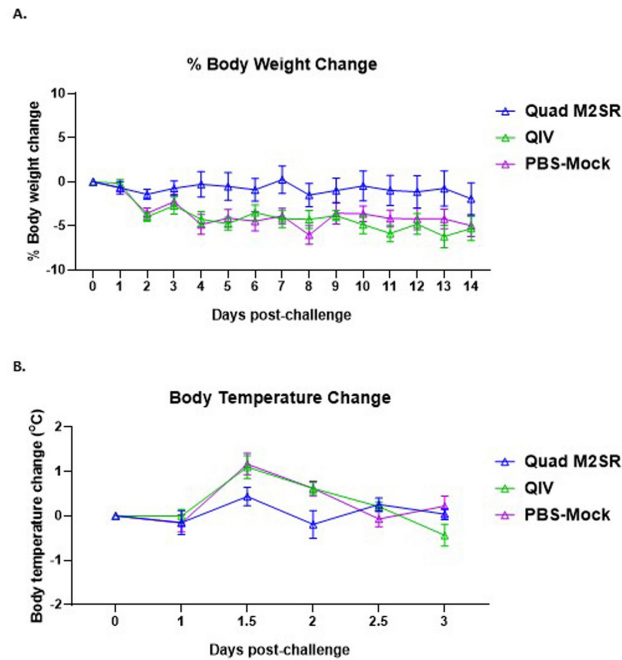 A.
% Body Weight Change
% Body weight change
10
5
0
-5
-10
0 1 2 3 4 5 6 7 8 9 10 11 12 13 14
Days post-challenge
Quad M2SR
QIV
PBS-Mock
B.
Body Temperature Change
Body temperature change (°C)
2
1
0
-1
-2
0 1 1.5 2 2.5 3
Days post-challenge
Quad M2SR
QIV
PBS-Mock